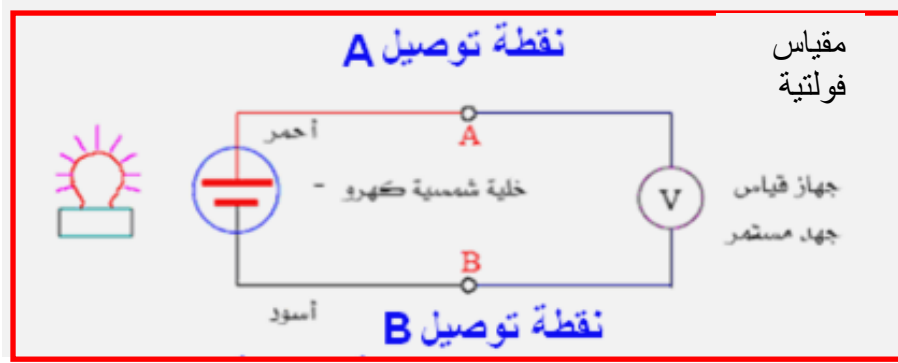 نقطة توصيل A
مقياس
فولتية
أحمر
A
خلية شمسية كهرو -
V
جهاز قياس
جهد مستمر
B
أسود
نقطة توصيل B